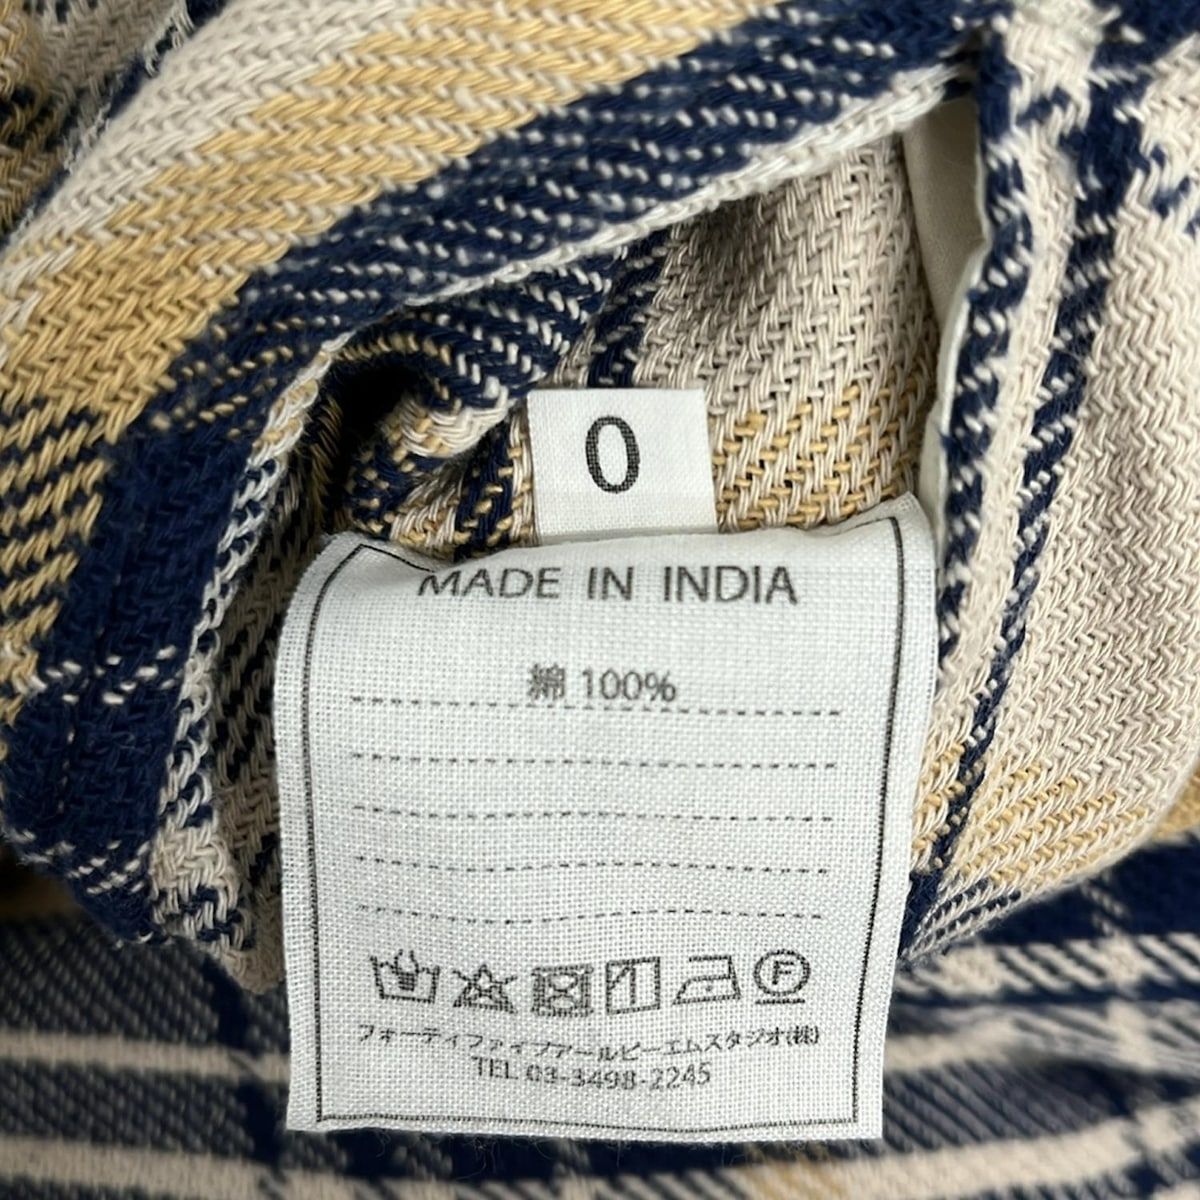 0
MADE IN INDIA
綿 100%
F
フォーティファイブアールピーエムスタジオ(株)
TEL 03-3498-2245